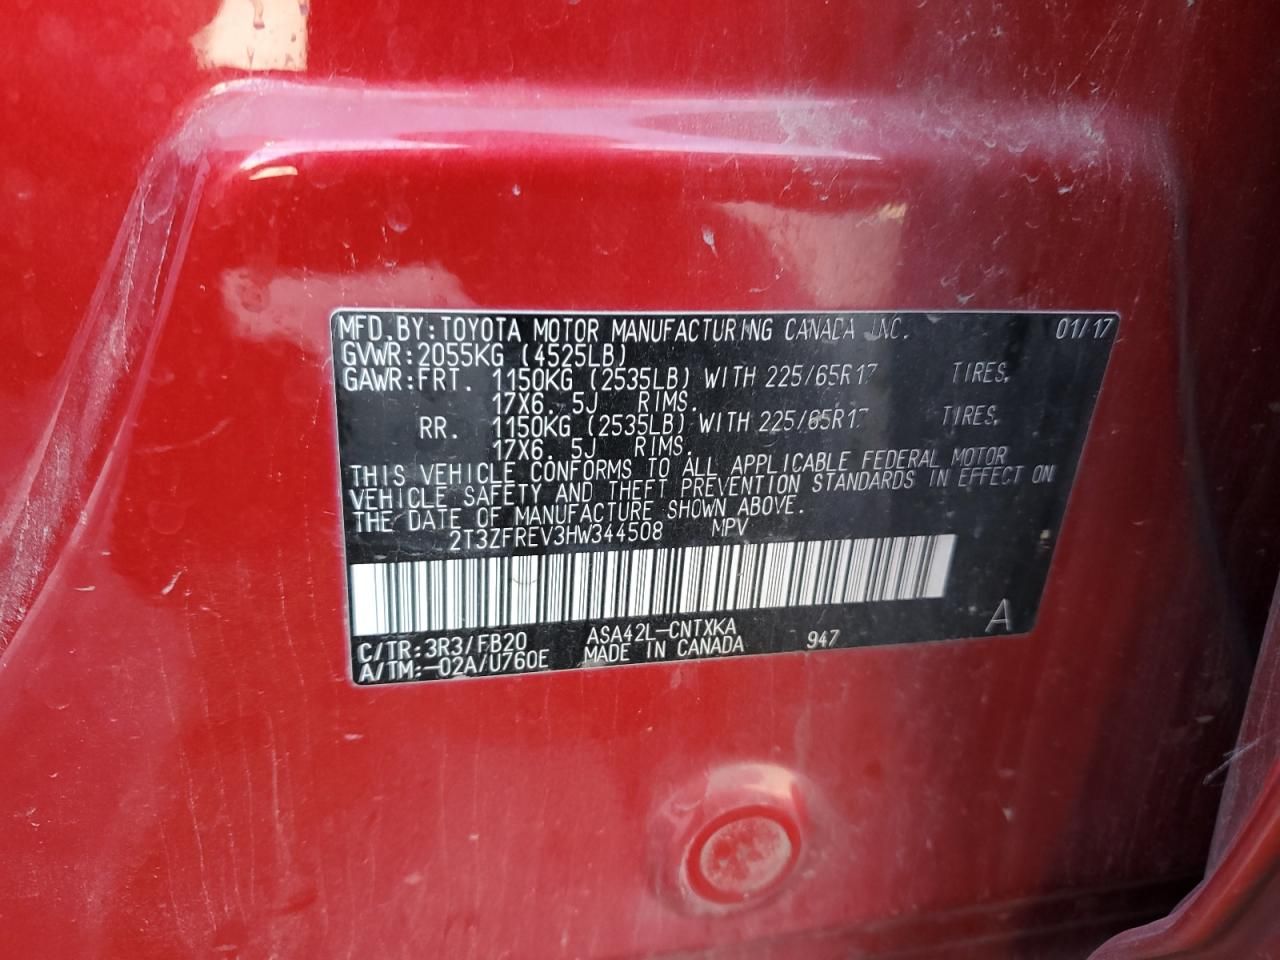 MFD.BY:TOYOTA MOTOR MANUFACTURING CANADA INC. 01/17
GVWR:2055KG (4525LB)
GAWR:FRT. 1150KG (2535LB) WITH 225/65R17 TIRES,
17X6.5J RIMS.
RR. 1150KG (2535LB) WITH 225/65R17 TIRES,
17X6.5J RIMS.
THIS VEHICLE CONFORMS TO ALL APPLICABLE FEDERAL MOTOR
VEHICLE SAFETY AND THEFT PREVENTION STANDARDS IN EFFECT ON
THE DATE OF MANUFACTURE SHOWN ABOVE.
2T3ZFREV3HW344508 MPV
C/TR:3R3/FB20 ASA42L-CNTXKA 947 A
A/TM:-02A/U760E MADE IN CANADA